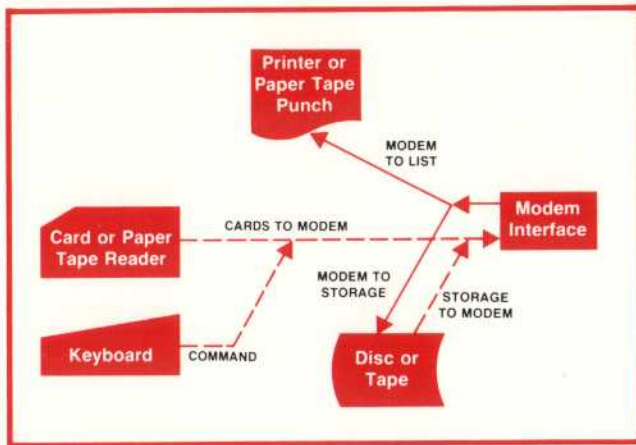 Printer or
Paper Tape
Punch
MODEM
TO LIST
Modem
Interface
CARDS TO MODEM
Card or Paper
Tape Reader
MODEM TO
STORAGE
STORAGE
TO MODEM
Keyboard
COMMAND
Disc or
Tape